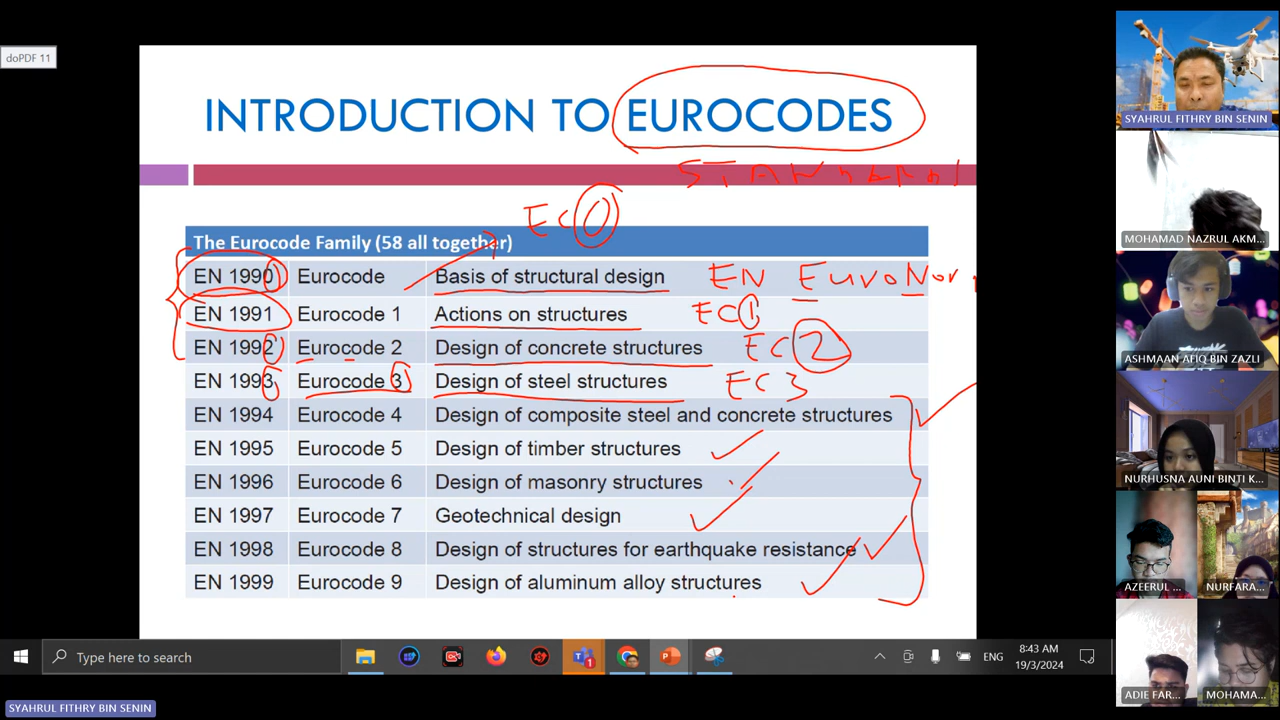 doPDF 11
INTRODUCTION TO EUROCODES
EC 0
The Eurocode Family (58 all together)
EN 1990 Eurocode Basis of structural design EN EuroNor
EN 1991 Eurocode 1 Actions on structures EC 1
EN 1992 Eurocode 2 Design of concrete structures EC 2
EN 1993 Eurocode 3 Design of steel structures EC 3
EN 1994 Eurocode 4 Design of composite steel and concrete structures
EN 1995 Eurocode 5 Design of timber structures
EN 1996 Eurocode 6 Design of masonry structures
EN 1997 Eurocode 7 Geotechnical design
EN 1998 Eurocode 8 Design of structures for earthquake resistance
EN 1999 Eurocode 9 Design of aluminum alloy structures
SYAHRUL FITHRY BIN SENIN
MOHAMAD NAZRUL AKM...
ASHMAAN AFIQ BIN ZAZLI
NURHUSNA AUNI BINTI K...
AZEERUL ...
NURFARA...
ADIE FAR...
MOHAMA...
Type here to search
1
ENG
8:43 AM
19/3/2024
SYAHRUL FITHRY BIN SENIN